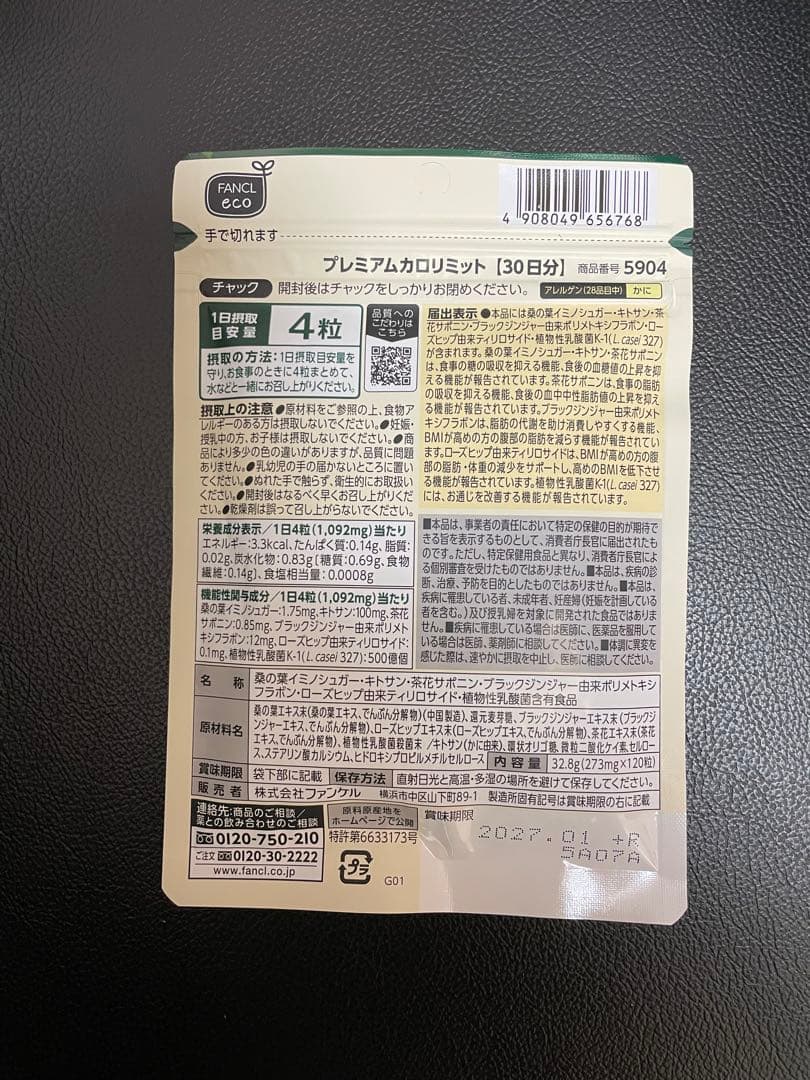 FANCL
eco
4 908049 656768
手で切れます
プレミアムカロリミット【30日分】 商品番号 5904
チャック 開封後はチャックをしっかりお閉めください。 アレルゲン(28品目中) かに
1日摂取
目安量 4粒
摂取の方法:1日摂取目安量を
守り、お食事のときに4粒まとめて、
水などと一緒にお召し上がりください。
品質への
こだわりは
こちら
摂取上の注意 ●原材料をご参照の上、食物ア
レルギーのある方は摂取しないでください。●妊娠・
授乳中の方、お子様は摂取しないでください。●商
品により多少の色の違いがありますが、品質に問題
ありません。●乳幼児の手の届かないところに置い
てください。●ぬれた手で触らず、衛生的にお取扱い
ください。●開封後はなるべく早くお召し上がりくだ
さい。●乾燥剤は誤って召し上がらないでください。
栄養成分表示/1日4粒(1,092mg)当たり
エネルギー:3.3kcal、たんぱく質:0.14g、脂質:
0.02g、炭水化物:0.83g[糖質:0.69g、食物
繊維:0.14g]、食塩相当量:0.0008g
機能性関与成分/1日4粒(1,092mg)当たり
桑の葉イミノシュガー:1.75mg、キトサン:100mg、茶花
サポニン:0.85mg、ブラックジンジャー由来ポリメト
キシフラボン:12mg、ローズヒップ由来ティリロサイド:
0.1mg、植物性乳酸菌K-1(L. casei 327):500億個
届出表示 ●本品には桑の葉イミノシュガー・キトサン・茶
花サポニン・ブラックジンジャー由来ポリメトキシフラボン・ロー
ズヒップ由来ティリロサイド、植物性乳酸菌K-1(L. casei 327)
が含まれます。桑の葉イミノシュガー・キトサン・茶花サポニン
は、食事の糖の吸収を抑える機能、食後の血糖値の上昇を抑
える機能が報告されています。茶花サポニンは、食事の脂肪
の吸収を抑える機能、食後の血中中性脂肪値の上昇を抑え
る機能が報告されています。ブラックジンジャー由来ポリメト
キシフラボンは、脂肪の代謝を助け消費しやすくする機能、
BMIが高めの方の腹部の脂肪を減らす機能が報告されていま
す。ローズヒップ由来ティリロサイドは、BMIが高めの方の腹
部の脂肪・体重の減少をサポートし、高めのBMIを低下させ
る機能が報告されています。植物性乳酸菌K-1(L. casei 327)
には、お通じを改善する機能が報告されています。
■本品は、事業者の責任において特定の保健の目的が期待で
きる旨を表示するものとして、消費者庁長官に届出されたも
のです。ただし、特定保健用食品と異なり、消費者庁長官によ
る個別審査を受けたものではありません。■本品は、疾病の診
断、治療、予防を目的としたものではありません。■本品は、
疾病に罹患している者、未成年者、妊産婦(妊娠を計画している
者を含む。)及び授乳婦を対象に開発された食品ではありま
せん。■疾病に罹患している場合は医師に、医薬品を服用して
いる場合は医師、薬剤師に相談してください。■体調に異変を
感じた際は、速やかに摂取を中止し、医師に相談してください。
名 称 桑の葉イミノシュガー・キトサン・茶花サポニン・ブラックジンジャー由来ポリメトキシ
フラボン・ローズヒップ由来ティリロサイド・植物性乳酸菌含有食品
原材料名 桑の葉エキス末(桑の葉エキス、でんぷん分解物)(中国製造)、還元麦芽糖、ブラックジンジャーエキス末(ブラックジ
ンジャーエキス、でんぷん分解物)、ローズヒップエキス末(ローズヒップエキス、でんぷん分解物)、茶花エキス末(茶花
エキス、でんぷん分解物)、植物性乳酸菌殺菌末/キトサン(かに由来)、環状オリゴ糖、微粒二酸化ケイ素、セルロー
ス、ステアリン酸カルシウム、ヒドロキシプロピルメチルセルロース 内容量 32.8g(273mg×120粒)
賞味期限 袋下部に記載 保存方法 直射日光と高温・多湿の場所を避けて保存してください。
販売者 株式会社ファンケル 横浜市中区山下町89-1 製造所固有記号は賞味期限の右に記載
連絡先:商品のご相談/
薬との飲み合わせのご相談
0120-750-210
ご注文 0120-30-2222
www.fancl.co.jp
原料原産地を
ホームページで公開
特許第6633173号
プラ
G01
賞味期限
2027.01 +R
5A07A